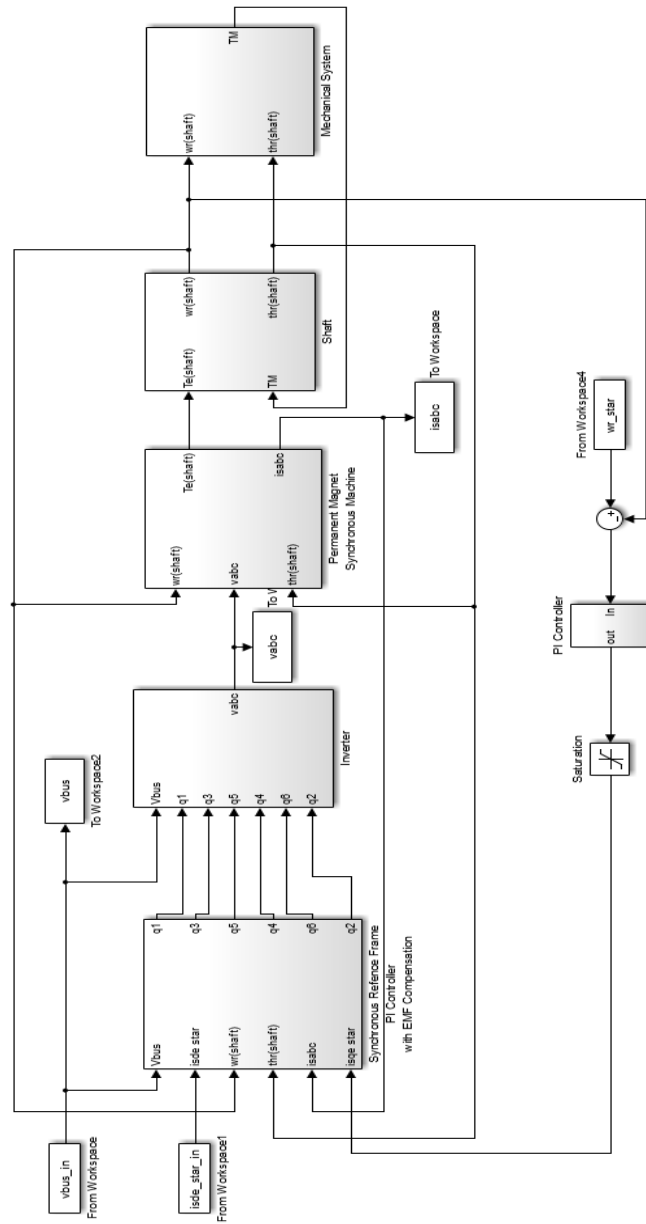 vbus_in
From Workspace
isde_star_in
From Workspace1
vbus
To Workspace2
Vbus
isde star
wr(shaft)
thr(shaft)
isabc
isqe star
q1
q3
q5
q4
q6
q2
Synchronous Refence Frame
PI Controller
with EMF Compensation
Vbus
q1
q3
q5
q4
q6
q2
vabc
Inverter
vabc
To W
wr(shaft)
vabc
thr(shaft)
Te(shaft)
isabc
Permanent Magnet
Synchronous Machine
Te(shaft)
TM
wr(shaft)
thr(shaft)
Shaft
wr(shaft)
thr(shaft)
TM
Mechanical System
isabc
To Workspace
Saturation
PI Controller
out
In
From Workspace4
wr_star